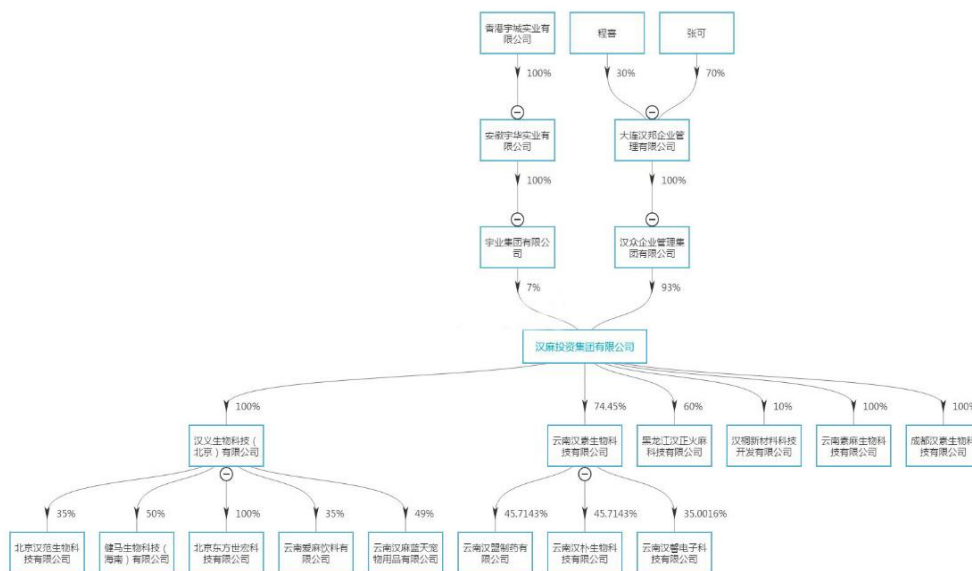 香港宇城实业有
限公司
程喜
张可
100%
30%
70%
安徽宇华实业有
限公司
大连汉邦企业管
理有限公司
100%
100%
宇业集团有限公
司
汉众企业管理集
团有限公司
7%
93%
汉麻投资集团有限公司
100%
74.45%
60%
10%
100%
100%
汉义生物科技（
北京）有限公司
云南汉素生物科
技有限公司
黑龙江汉正火麻
科技有限公司
汉稠新材料科技
开发有限公司
云南素麻生物科
技有限公司
成都汉素生物科
技有限公司
35%
50%
100%
35%
49%
45.7143%
45.7143%
35.0016%
北京汉范生物科
技有限公司
健马生物科技（
海南）有限公司
北京东方世宏科
技有限公司
云南爱麻饮料有
限公司
云南汉麻蓝天宠
物用品有限公司
云南汉盟制药有
限公司
云南汉朴生物科
技有限公司
云南汉馨电子科
技有限公司